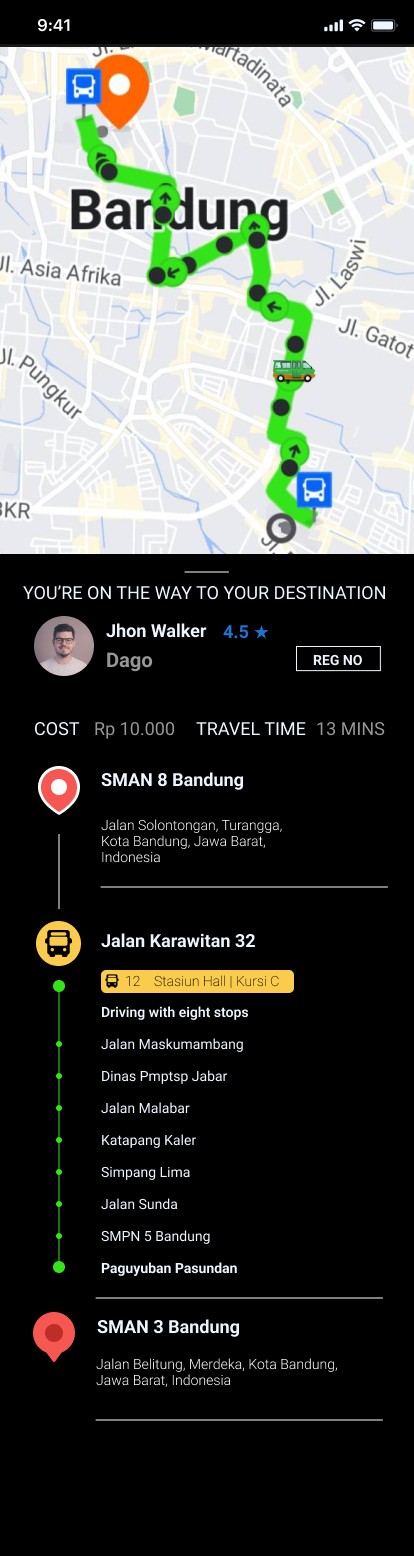 9:41
Martadinata
Bandung
Jl. Asia Afrika
Jl. Laswi
Jl. Gatot
Jl. Pungkur
BKR
YOU’RE ON THE WAY TO YOUR DESTINATION
Jhon Walker 4.5 ★
Dago
REG NO
COST Rp 10.000 TRAVEL TIME 13 MINS
SMAN 8 Bandung
Jalan Solontongan, Turangga,
Kota Bandung, Jawa Barat,
Indonesia
Jalan Karawitan 32
12 Stasiun Hall | Kursi C
Driving with eight stops
Jalan Maskumambang
Dinas Pmptsp Jabar
Jalan Malabar
Katapang Kaler
Simpang Lima
Jalan Sunda
SMPN 5 Bandung
Paguyuban Pasundan
SMAN 3 Bandung
Jalan Belitung, Merdeka, Kota Bandung,
Jawa Barat, Indonesia